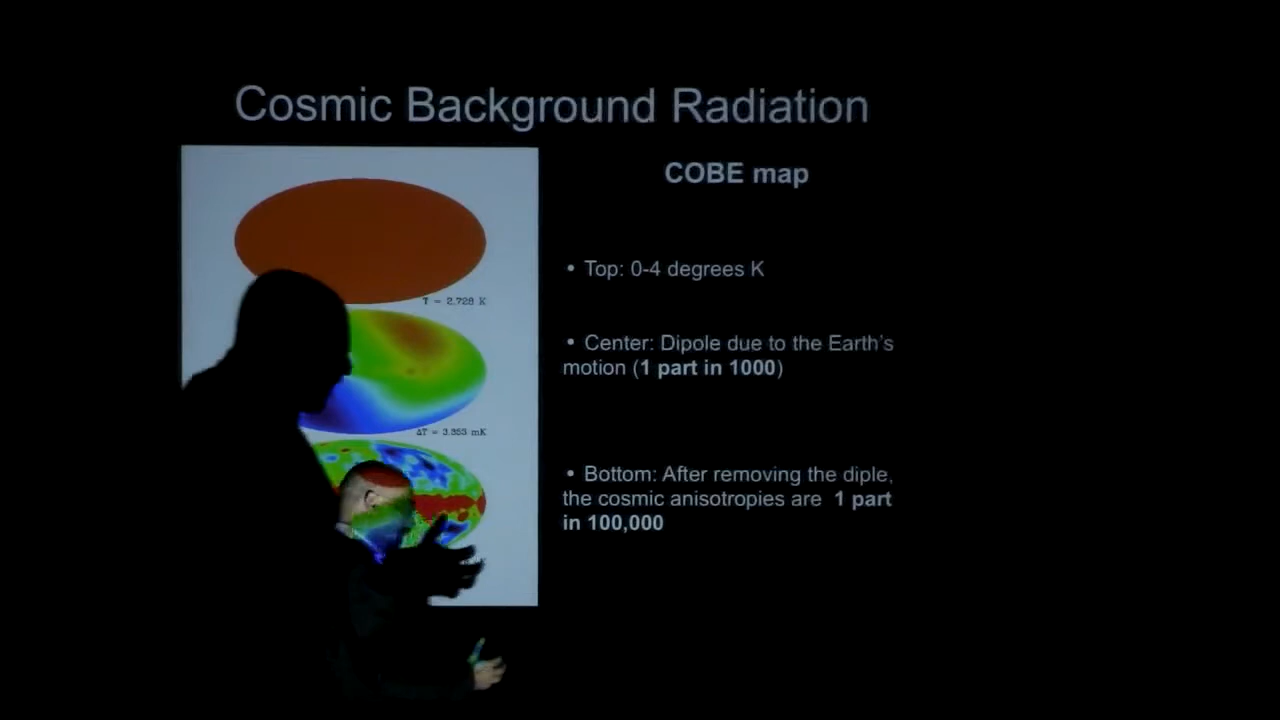 Cosmic Background Radiation
COBE map
• Top: 0-4 degrees K
T = 2.728 K
• Center: Dipole due to the Earth's
motion (1 part in 1000)
ΔT = 3.353 mK
• Bottom: After removing the diple,
the cosmic anisotropies are 1 part
in 100,000